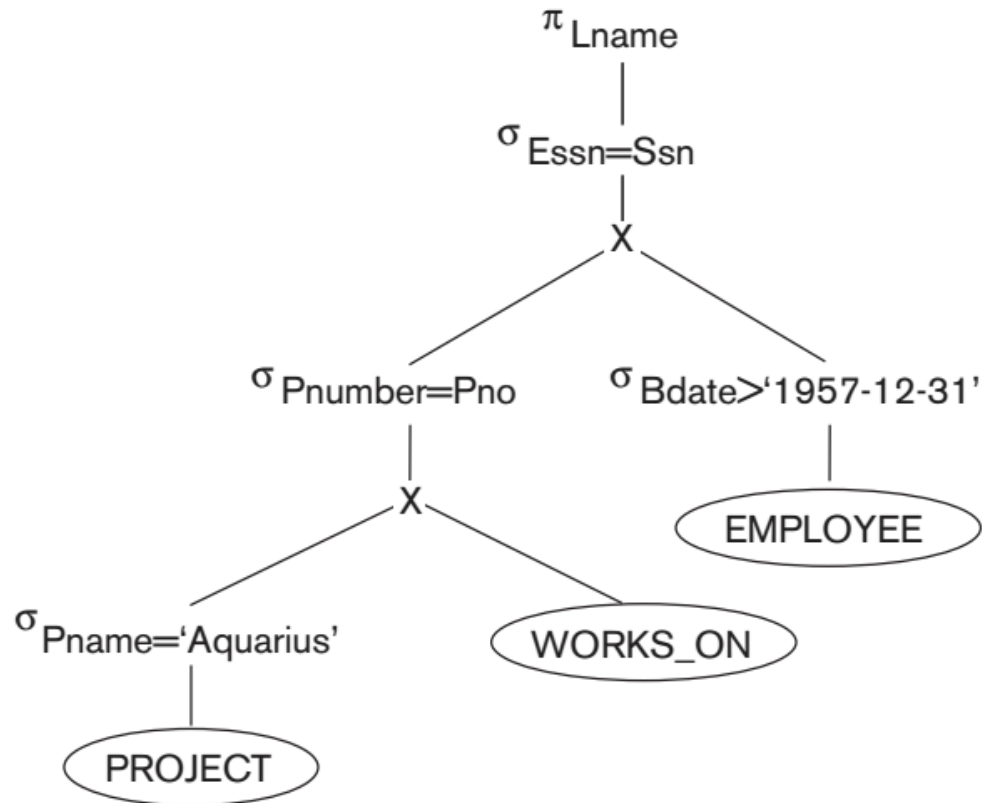 π Lname
σ Essn=Ssn
X
σ Pnumber=Pno
σ Bdate>‘1957-12-31’
X
EMPLOYEE
σ Pname=‘Aquarius’
WORKS_ON
PROJECT